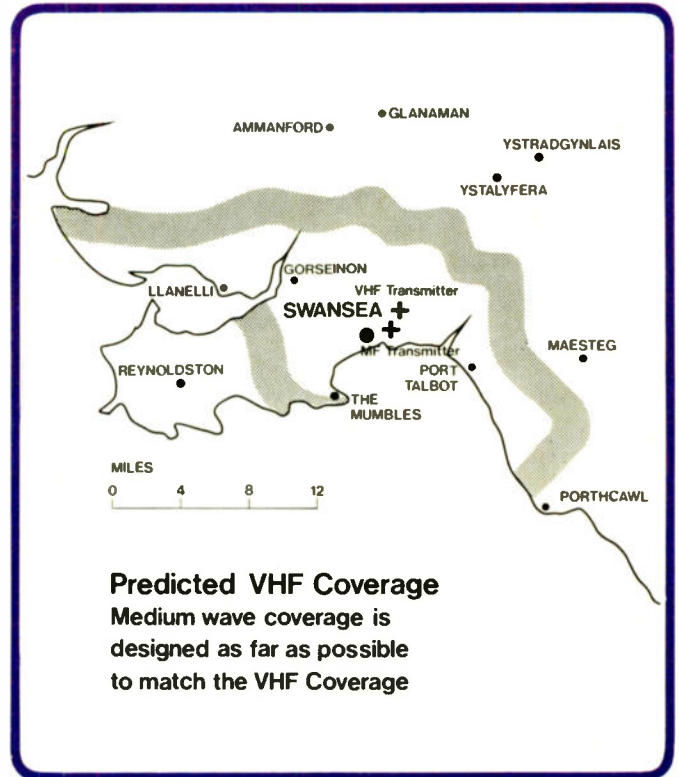 GLANAMAN
AMMANFORD
YSTRADGYNLAIS
YSTALYFERA
GORSEINON
LLANELLI
VHF Transmitter
SWANSEA
MF Transmitter
MAESTEG
REYNOLDSTON
PORT
TALBOT
THE
MUMBLES
MILES
0 4 8 12
PORTHCAWL
Predicted VHF Coverage
Medium wave coverage is
designed as far as possible
to match the VHF Coverage